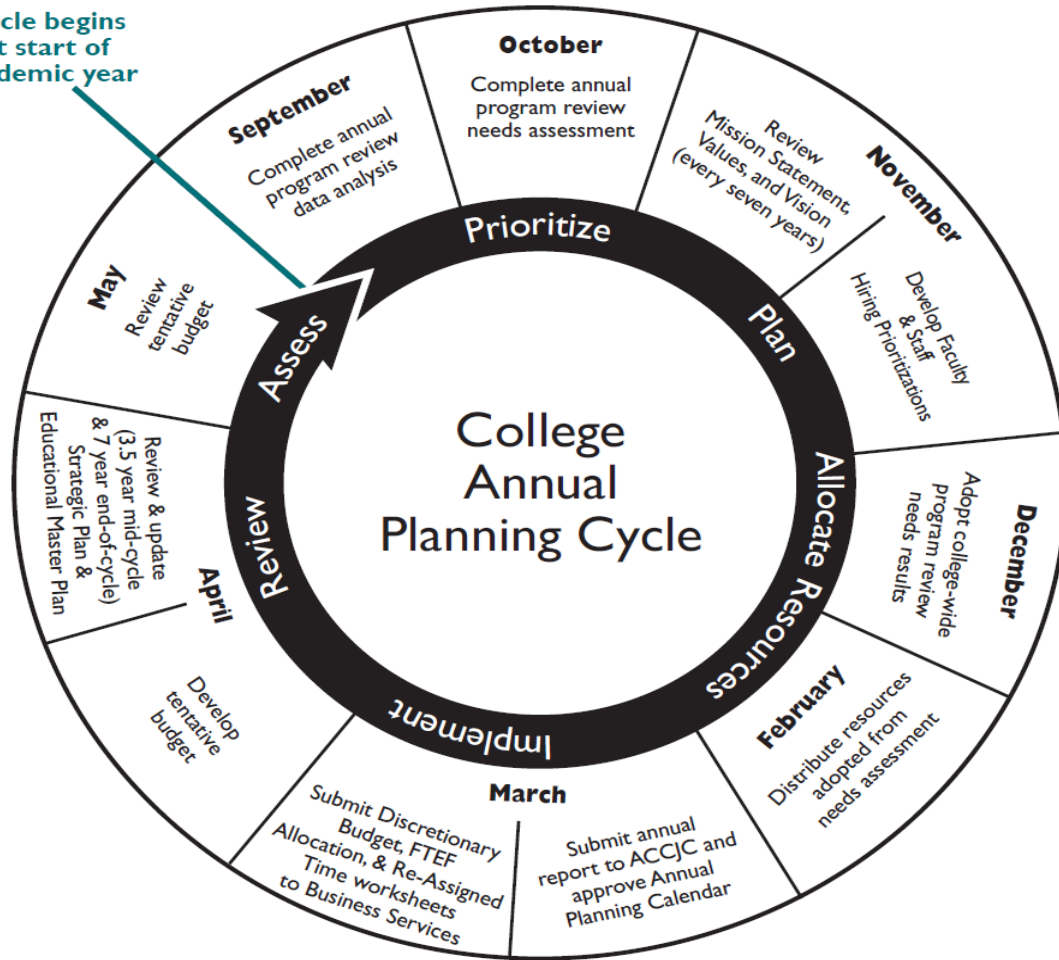 cle begins
t start of
demic year
September
Complete annual
program review
data analysis
October
Complete annual
program review
needs assessment
November
Review
Mission Statement,
Values, and Vision
(every seven years)
Develop Faculty
& Staff
Hiring Prioritizations
December
Adopt college-wide
program review
needs results
February
Distribute resources
adopted from
needs assessment
March
Submit annual
report to ACCJC and
approve Annual
Planning Calendar
Submit Discretionary
Budget, FTEF
Allocation, & Re-Assigned
Time worksheets
to Business Services
April
Develop
tentative
budget
Review & update
(3.5 year mid-cycle
& 7 year end-of-cycle)
Strategic Plan &
Educational Master Plan
May
Review
tentative
budget
Assess
Prioritize
Plan
Allocate Resources
Implement
Review
College
Annual
Planning Cycle